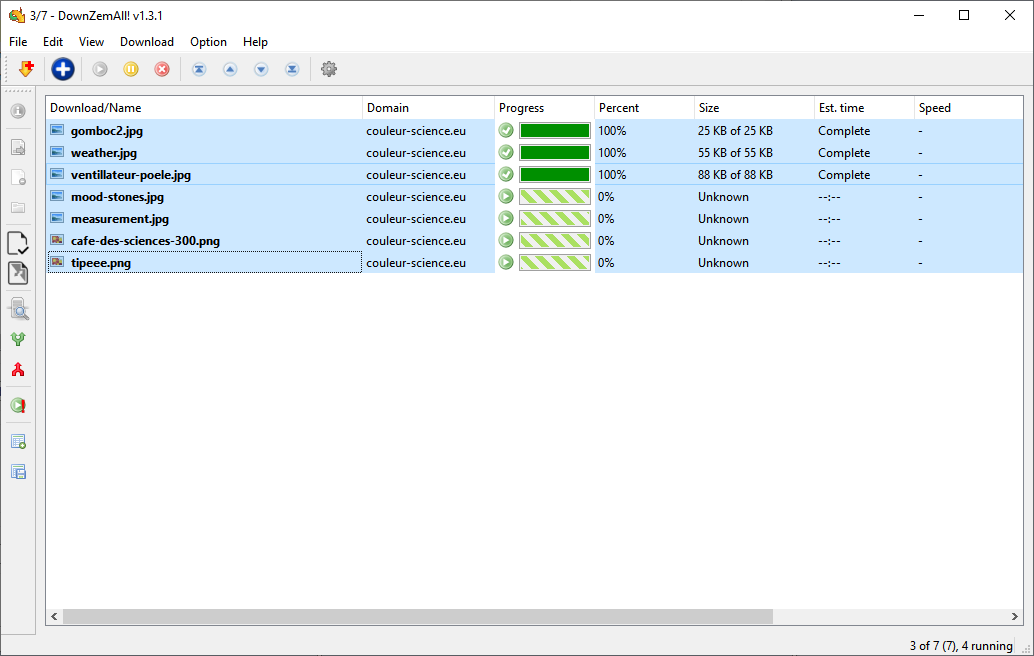 3/7 - DownZemAll! v1.3.1
File Edit View Download Option Help
Download/Name Domain Progress Percent Size Est. time Speed
gomboc2.jpg couleur-science.eu 100% 25 KB of 25 KB Complete -
weather.jpg couleur-science.eu 100% 55 KB of 55 KB Complete -
ventillateur-poele.jpg couleur-science.eu 100% 88 KB of 88 KB Complete -
mood-stones.jpg couleur-science.eu 0% Unknown --:-- -
measurement.jpg couleur-science.eu 0% Unknown --:-- -
cafe-des-sciences-300.png couleur-science.eu 0% Unknown --:-- -
tipeee.png couleur-science.eu 0% Unknown --:-- -
3 of 7 (7), 4 running